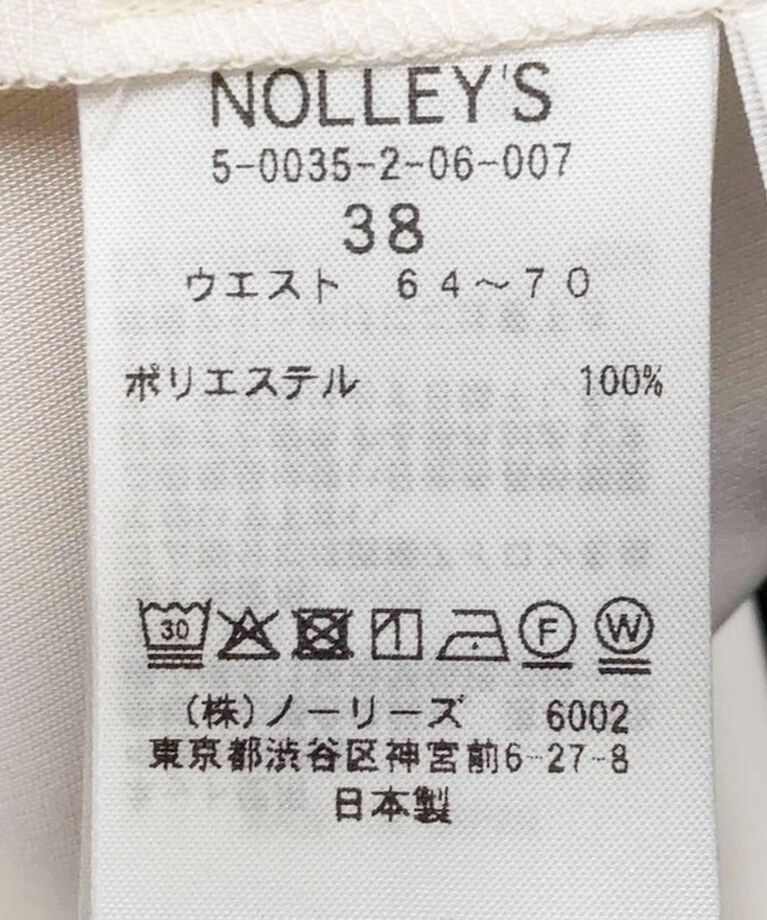 NOLLEY'S
5-0035-2-06-007
38
ウエスト　６４～７０
ポリエステル　100%
30 F W
(株)ノーリーズ　6002
東京都渋谷区神宮前6-27-8
日本製